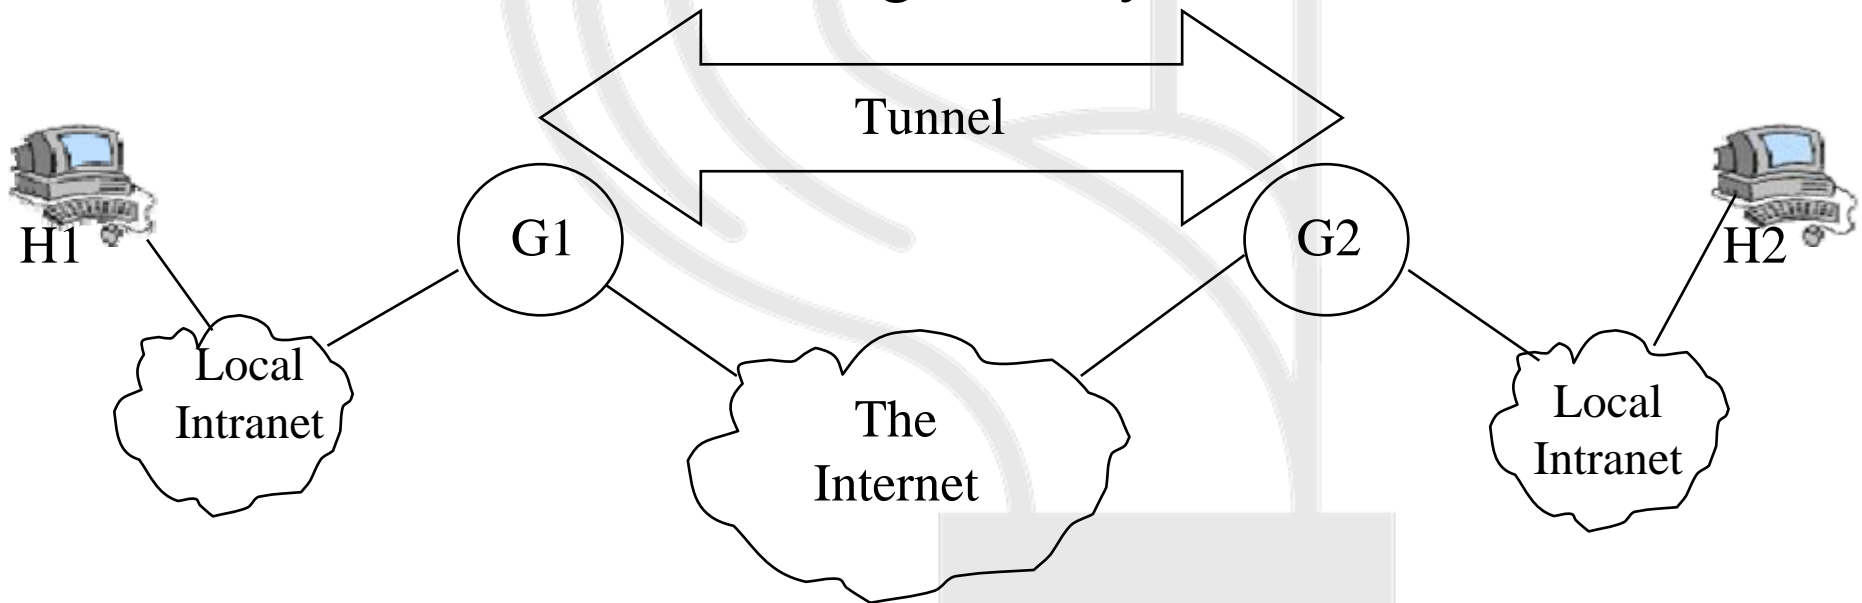 Tunnel
H1
G1
G2
H2
Local
Intranet
The
Internet
Local
Intranet